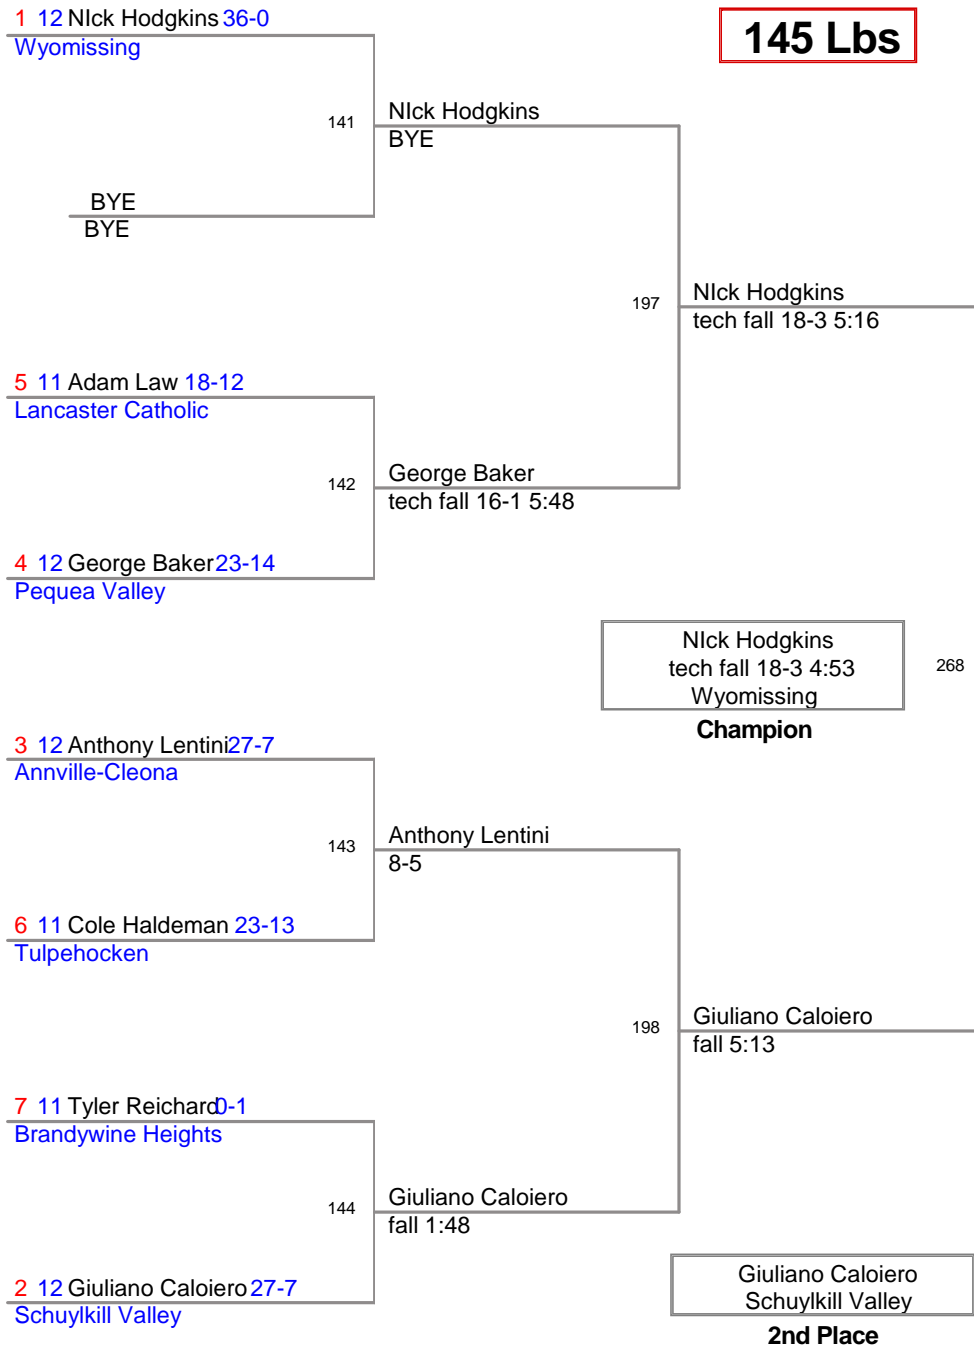 1 12 NIck Hodgkins 36-0
Wyomissing
145 Lbs
141
NIck Hodgkins
BYE
BYE
BYE
197
NIck Hodgkins
tech fall 18-3 5:16
5 11 Adam Law 18-12
Lancaster Catholic
142
George Baker
tech fall 16-1 5:48
4 12 George Baker 23-14
Pequea Valley
NIck Hodgkins
tech fall 18-3 4:53
Wyomissing
Champion
268
3 12 Anthony Lentini 27-7
Annville-Cleona
143
Anthony Lentini
8-5
6 11 Cole Haldeman 23-13
Tulpehocken
198
Giuliano Caloiero
fall 5:13
7 11 Tyler Reichard 0-1
Brandywine Heights
144
Giuliano Caloiero
fall 1:48
2 12 Giuliano Caloiero 27-7
Schuylkill Valley
Giuliano Caloiero
Schuylkill Valley
2nd Place